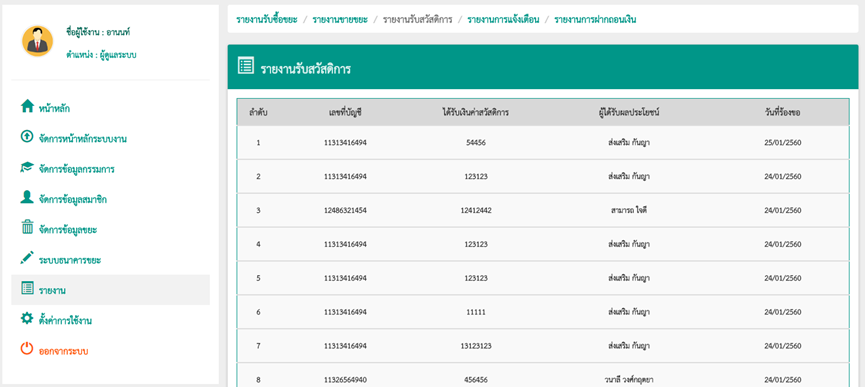 ชื่อผู้ใช้งาน : อานนท์
ตำแหน่ง : ผู้ดูแลระบบ
หน้าหลัก
จัดการหน้าหลักระบบงาน
จัดการข้อมูลกรรมการ
จัดการข้อมูลสมาชิก
จัดการข้อมูลขยะ
ระบบธนาคารขยะ
รายงาน
ตั้งค่าการใช้งาน
ออกจากระบบ
รายงานรับซื้อขยะ / รายงานขายขยะ / รายงานรับสวัสดิการ / รายงานการแจ้งเตือน / รายงานการฝากถอนเงิน
รายงานรับสวัสดิการ
ลำดับ เลขที่บัญชี ได้รับเงินค่าสวัสดิการ ผู้ได้รับผลประโยชน์ วันที่ร้องขอ
1 11313416494 54456 ส่งเสริม กัญญา 25/01/2560
2 11313416494 123123 ส่งเสริม กัญญา 24/01/2560
3 12486321454 12412442 สามารถ ใจดี 24/01/2560
4 11313416494 123123 ส่งเสริม กัญญา 24/01/2560
5 11313416494 123123 ส่งเสริม กัญญา 24/01/2560
6 11313416494 11111 ส่งเสริม กัญญา 24/01/2560
7 11313416494 13123123 ส่งเสริม กัญญา 24/01/2560
8 11326564940 456456 วนาลี วงศ์กฤตยา 24/01/2560